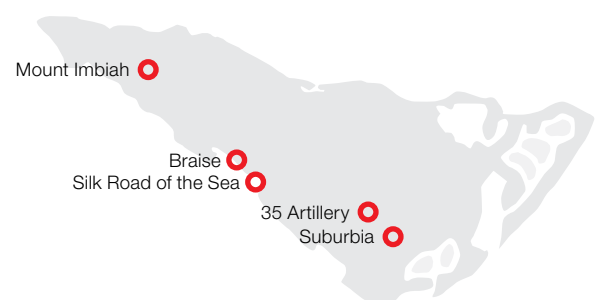 Mount Imbiah
Braise
Silk Road of the Sea
35 Artillery
Suburbia